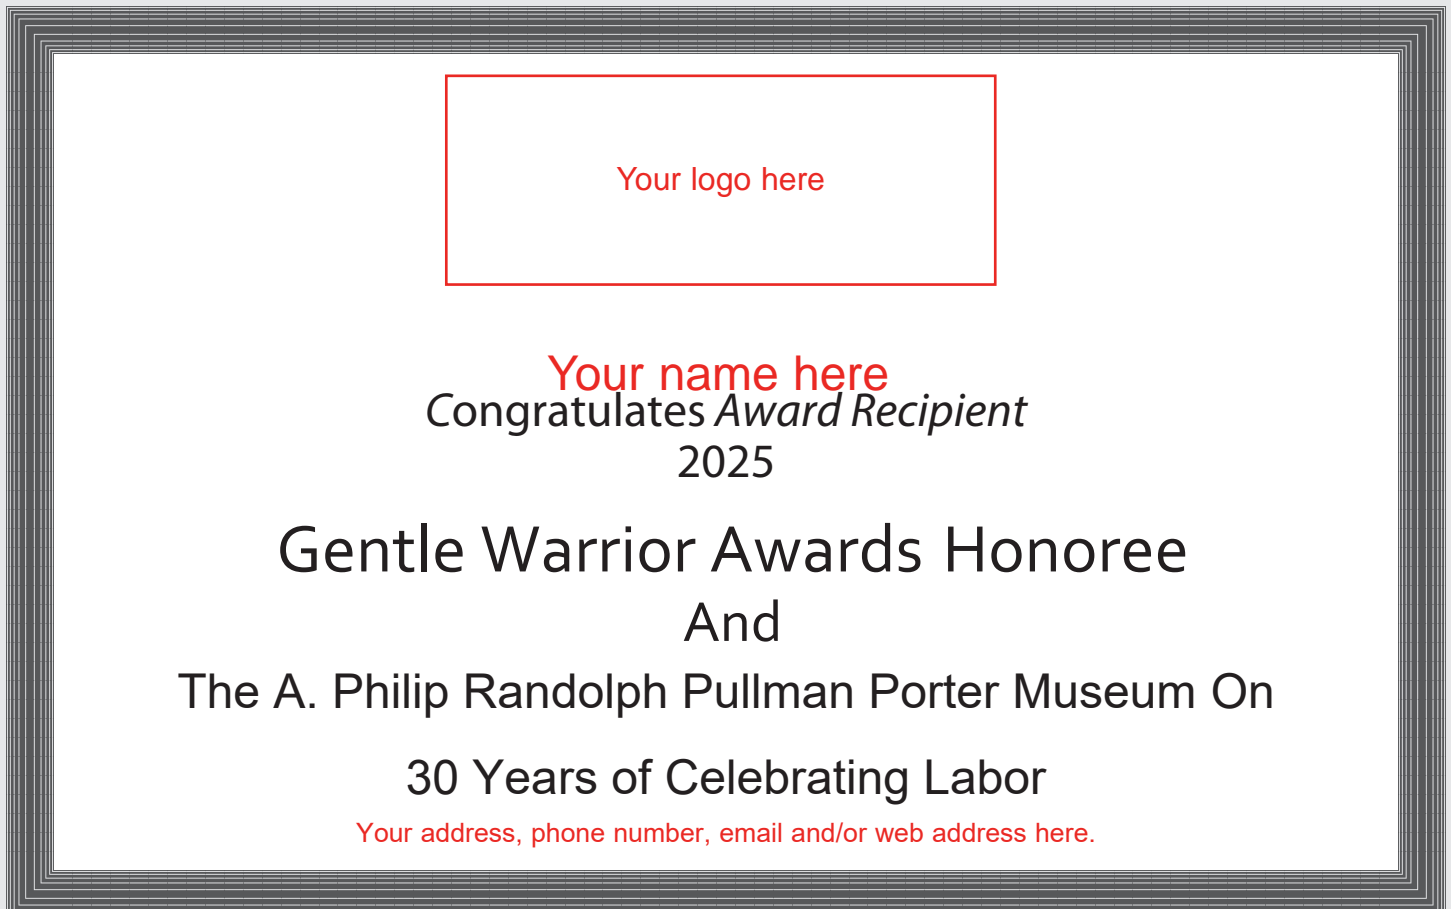 Your logo here
Your name here
Congratulates Award Recipient
2025
Gentle Warrior Awards Honoree
And
The A. Philip Randolph Pullman Porter Museum On
30 Years of Celebrating Labor
Your address, phone number, email and/or web address here.